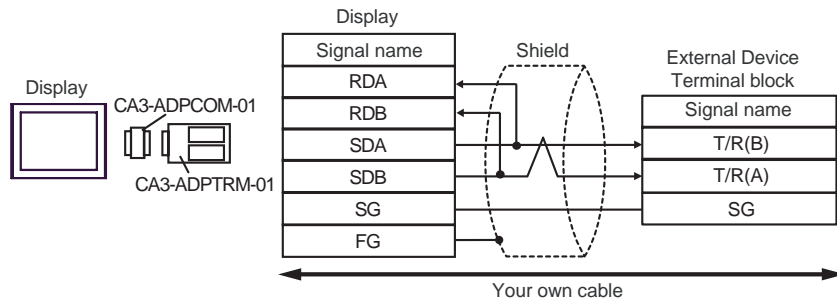 Display
CA3-ADPCOM-01
CA3-ADPTRM-01
Display
Signal name
RDA
RDB
SDA
SDB
SG
FG
Shield
External Device
Terminal block
Signal name
T/R(B)
T/R(A)
SG
Your own cable